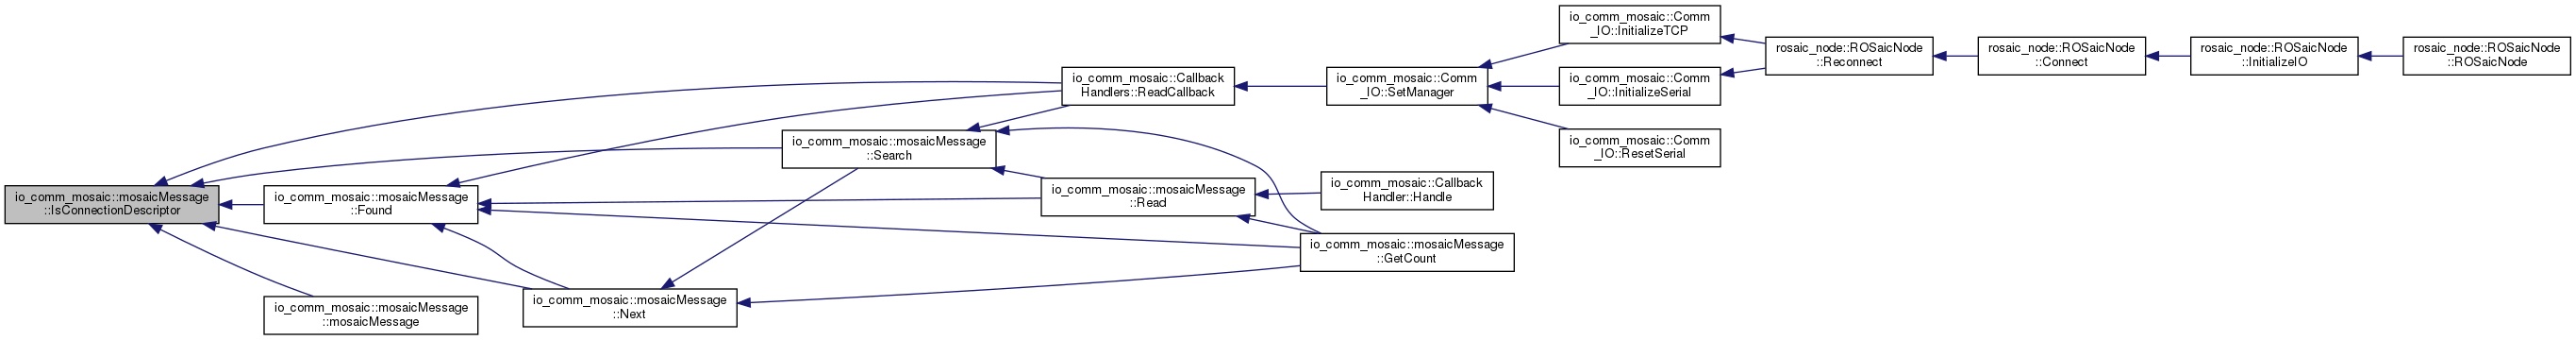 io_comm_mosaic::mosaicMessage
::IsConnectionDescriptor
io_comm_mosaic::mosaicMessage
::Found
io_comm_mosaic::mosaicMessage
::mosaicMessage
io_comm_mosaic::mosaicMessage
::Next
io_comm_mosaic::mosaicMessage
::Search
io_comm_mosaic::Callback
Handlers::ReadCallback
io_comm_mosaic::mosaicMessage
::Read
io_comm_mosaic::Comm
_IO::SetManager
io_comm_mosaic::Callback
Handler::Handle
io_comm_mosaic::mosaicMessage
::GetCount
io_comm_mosaic::Comm
_IO::InitializeTCP
io_comm_mosaic::Comm
_IO::InitializeSerial
io_comm_mosaic::Comm
_IO::ResetSerial
rosaic_node::ROSaicNode
::Reconnect
rosaic_node::ROSaicNode
::Connect
rosaic_node::ROSaicNode
::InitializeIO
rosaic_node::ROSaicNode
::ROSaicNode